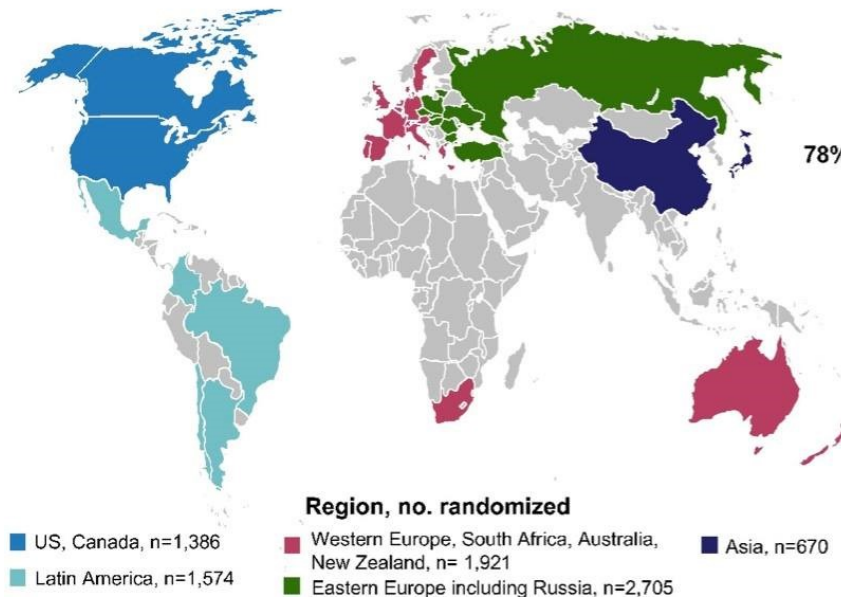 78%
Region, no. randomized
US, Canada, n=1,386
Latin America, n=1,574
Western Europe, South Africa, Australia,
New Zealand, n= 1,921
Eastern Europe including Russia, n=2,705
Asia, n=670